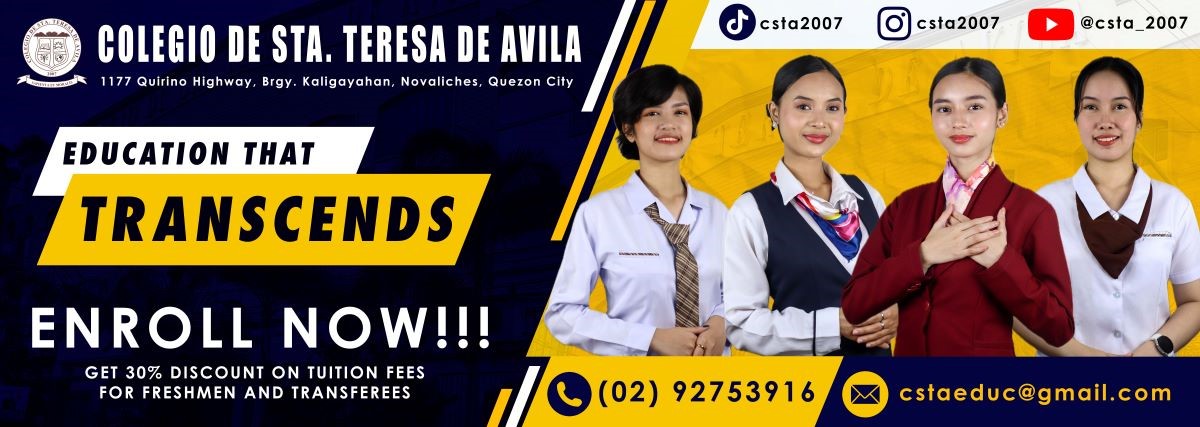 COLEGIO DE STA. TERESA DE AVILA
2007
1177 Quirino Highway, Brgy. Kaligayahan, Novaliches, Quezon City
csta2007
csta2007
@csta_2007
EDUCATION THAT
TRANSCENDS
ENROLL NOW!!!
GET 30% DISCOUNT ON TUITION FEES
FOR FRESHMEN AND TRANSFEREES
(02) 92753916
cstaeduc@gmail.com